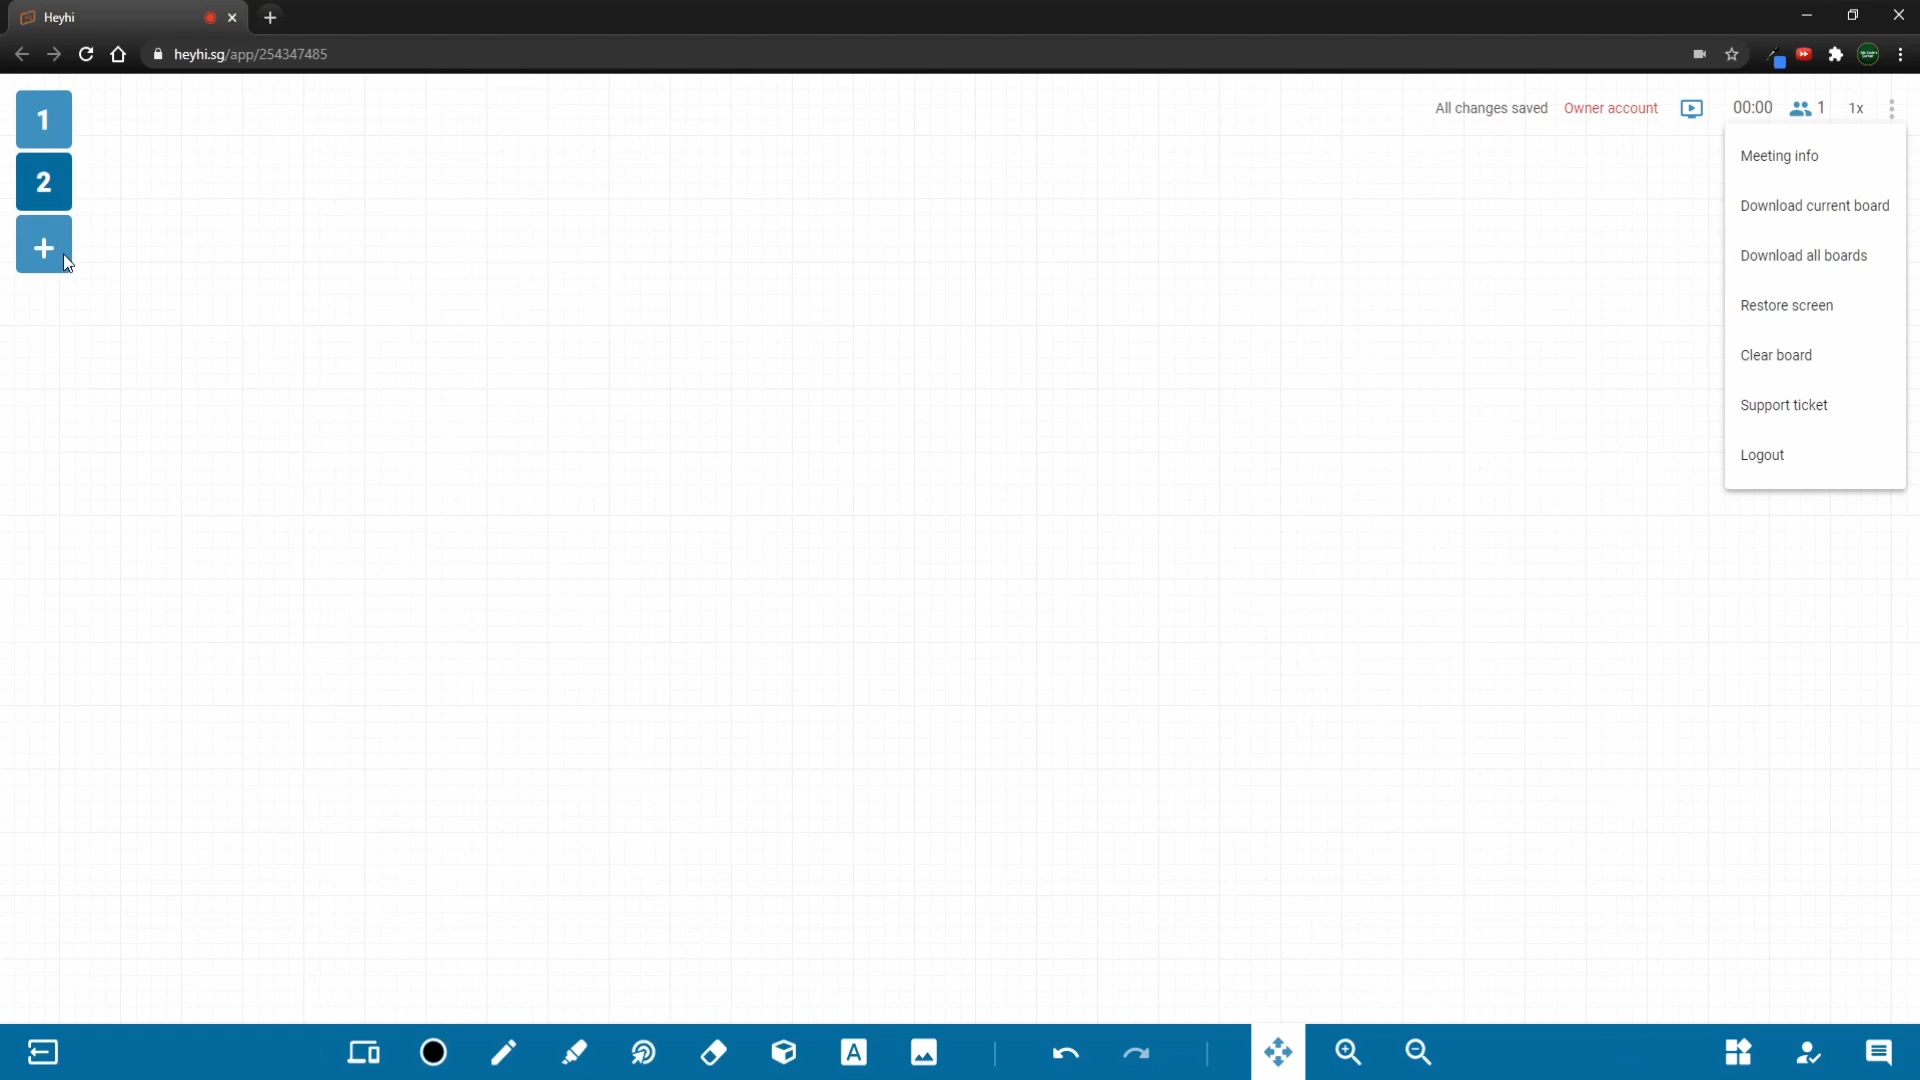 Heyhi
heyhi.sg/app/254347485
1
2
+
All changes saved Owner account 00:00 1 1x
Meeting info
Download current board
Download all boards
Restore screen
Clear board
Support ticket
Logout
A